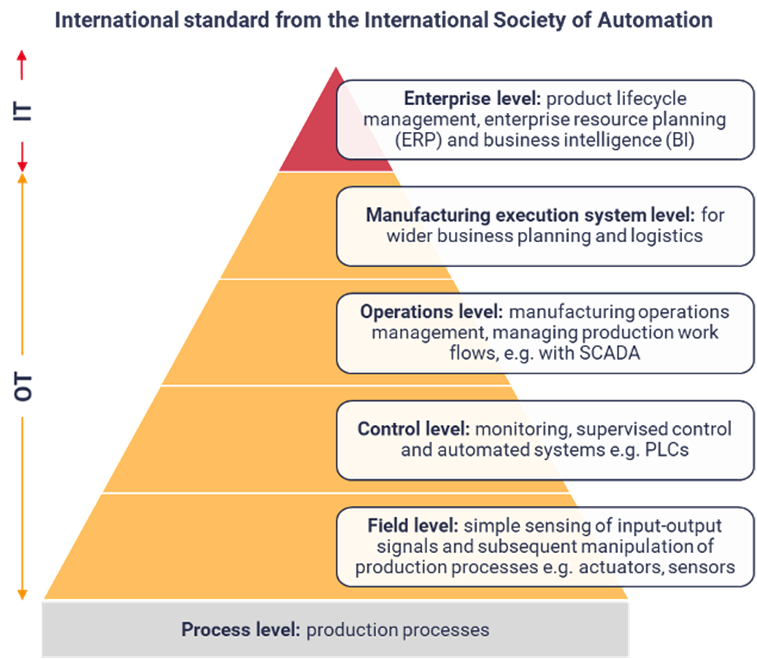 International standard from the International Society of Automation
IT
Enterprise level: product lifecycle
management, enterprise resource planning
(ERP) and business intelligence (BI)
Manufacturing execution system level: for
wider business planning and logistics
Operations level: manufacturing operations
management, managing production work
flows, e.g. with SCADA
OT
Control level: monitoring, supervised control
and automated systems e.g. PLCs
Field level: simple sensing of input-output
signals and subsequent manipulation of
production processes e.g. actuators, sensors
Process level: production processes